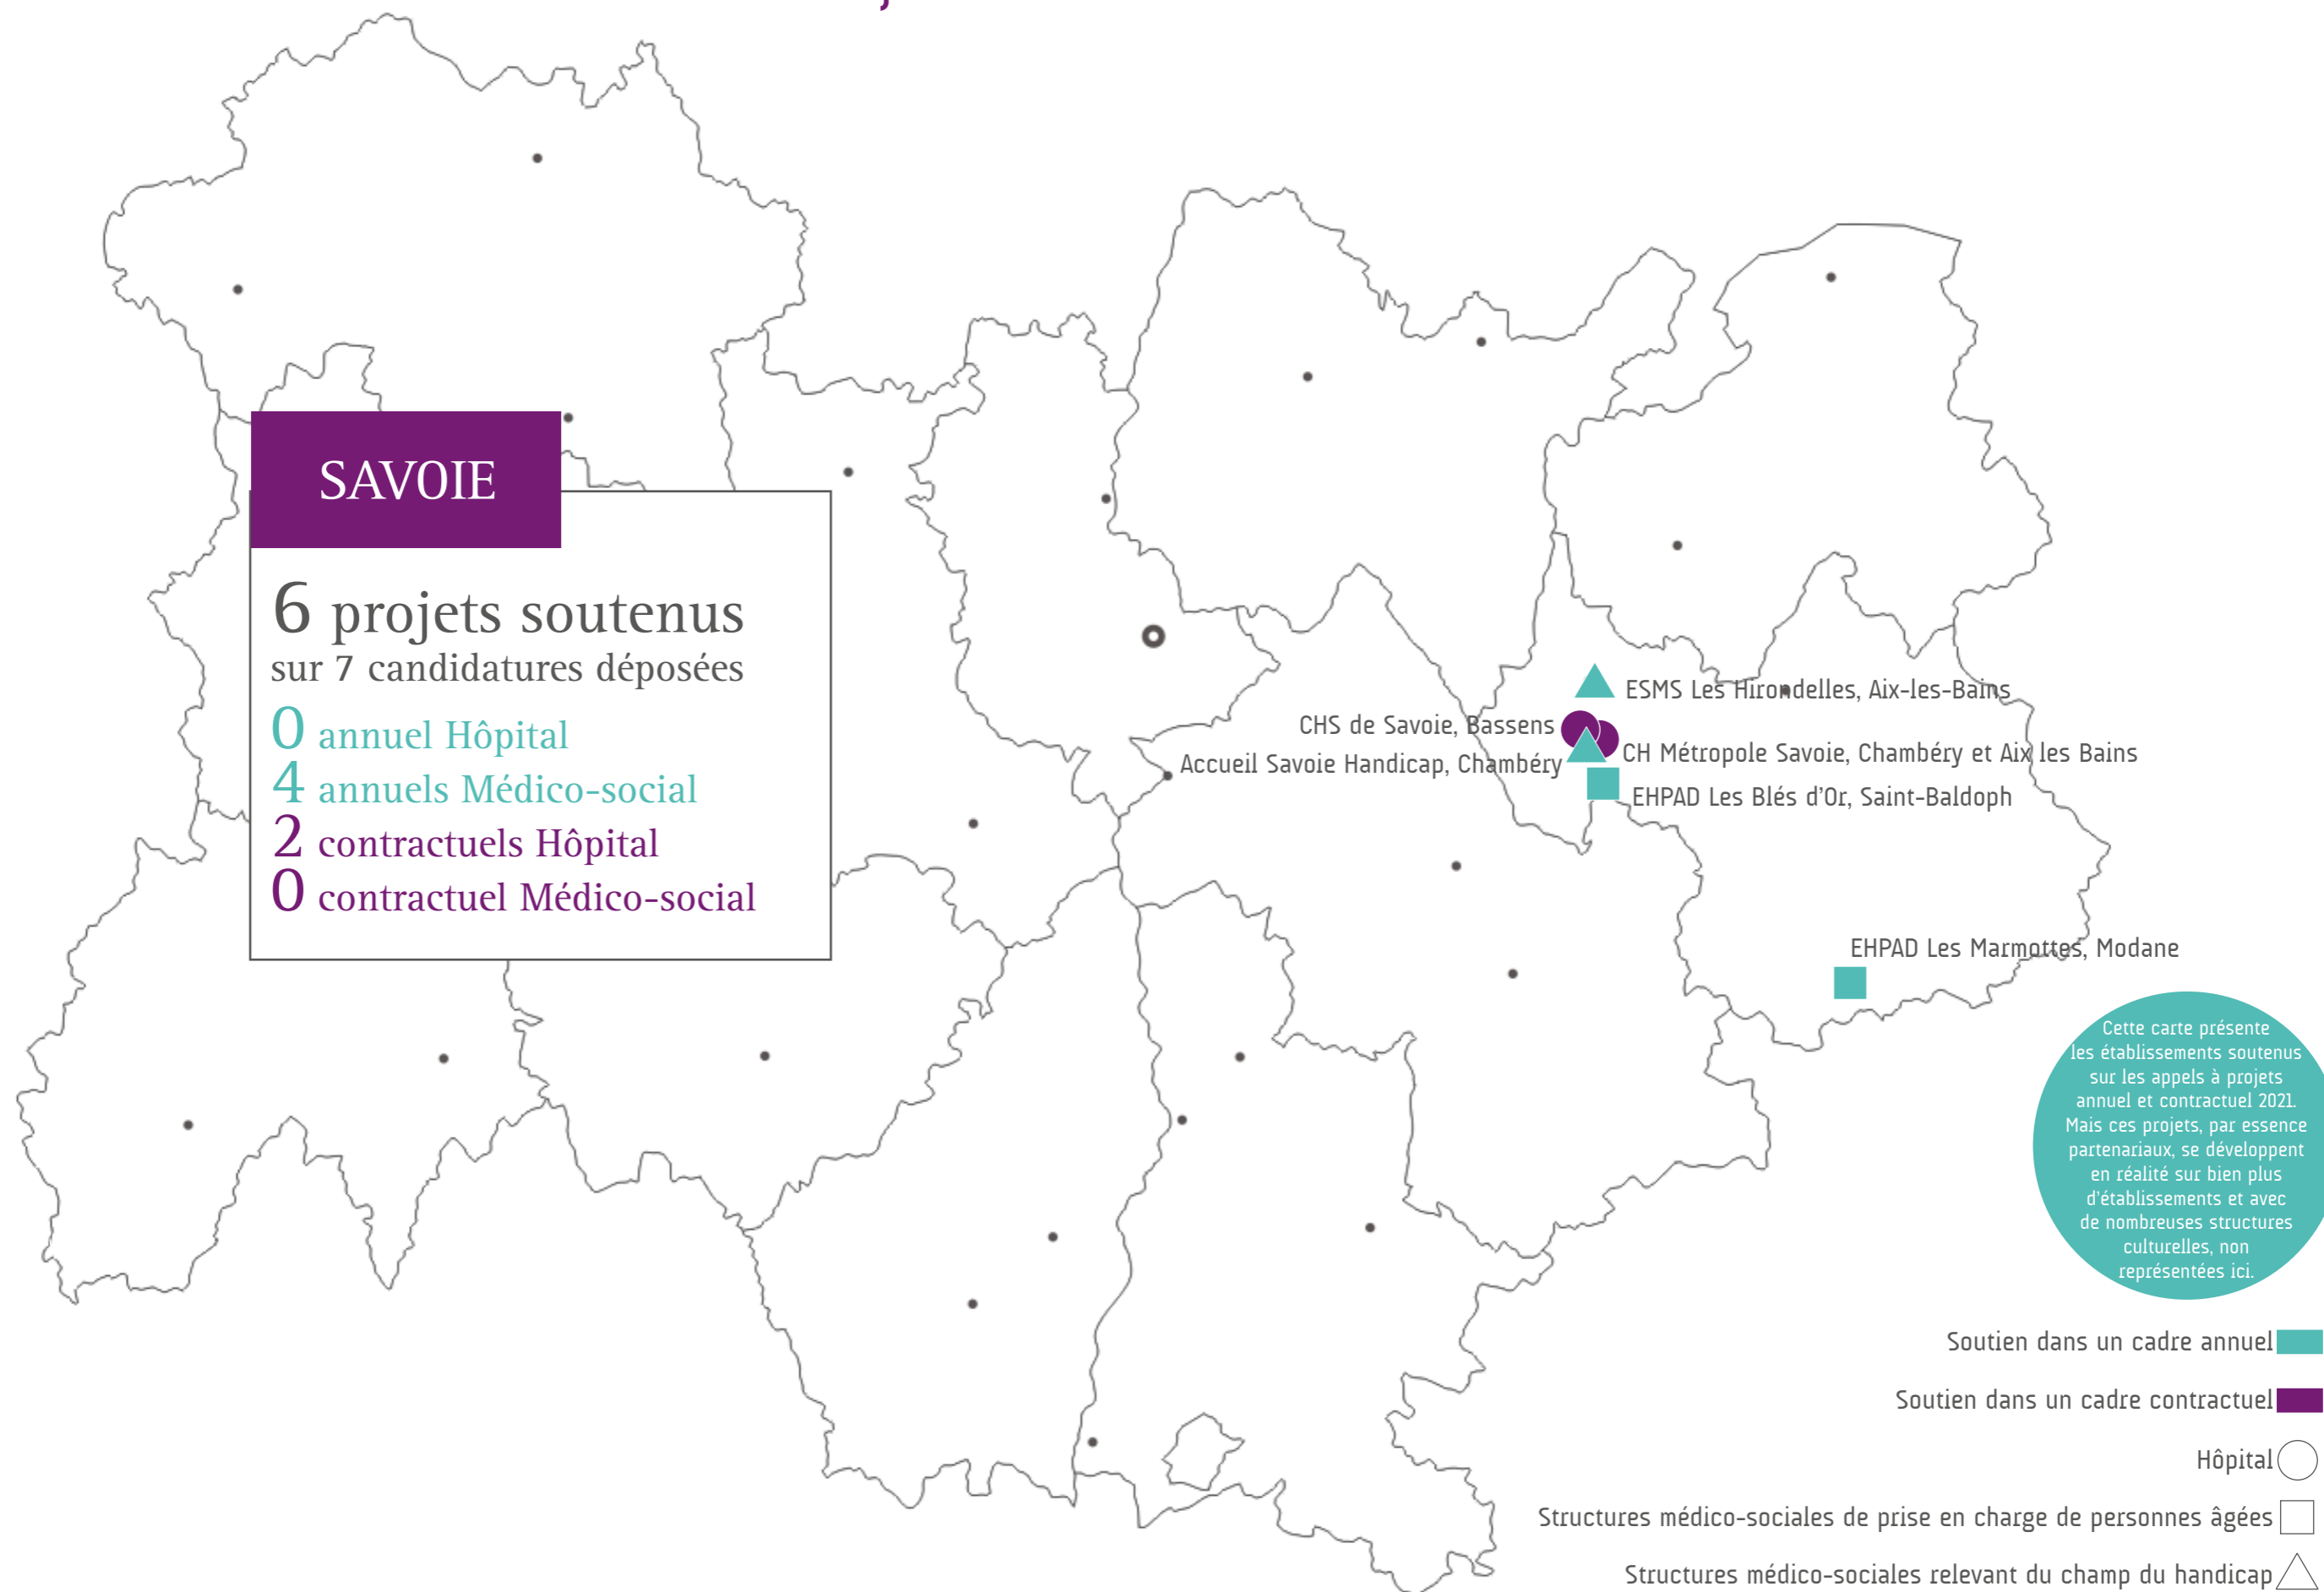 SAVOIE
6 projets soutenus
sur 7 candidatures déposées
0 annuel Hôpital
4 annuels Médico-social
2 contractuels Hôpital
0 contractuel Médico-social
ESMS Les Hirondelles, Aix-les-Bains
CHS de Savoie, Bassens
CH Métropole Savoie, Chambéry et Aix les Bains
Accueil Savoie Handicap, Chambéry
EHPAD Les Blés d'Or, Saint-Baldoph
EHPAD Les Marmottes, Modane
Cette carte présente
les établissements soutenus
sur les appels à projets
annuel et contractuel 2021.
Mais ces projets, par essence
partenariaux, se développent
en réalité sur bien plus
d'établissements et avec
de nombreuses structures
culturelles, non
représentées ici.
Soutien dans un cadre annuel
Soutien dans un cadre contractuel
Hôpital
Structures médico-sociales de prise en charge de personnes âgées
Structures médico-sociales relevant du champ du handicap